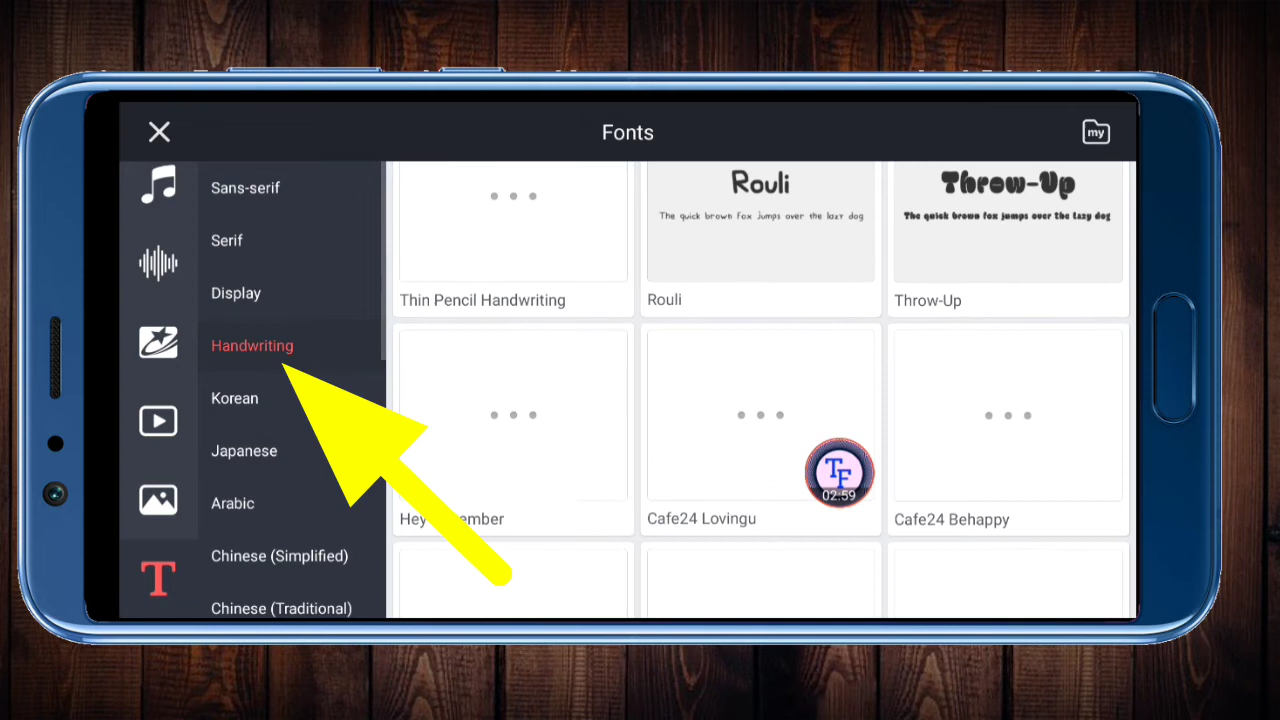 Fonts
my
Sans-serif
Serif
Display
Handwriting
Korean
Japanese
Arabic
Chinese (Simplified)
Chinese (Traditional)
T
Rouli
The quick brown fox jumps over the lazy dog
Throw-Up
The quick brown fox jumps over the lazy dog
Thin Pencil Handwriting
Rouli
Throw-Up
TF
02:59
Hey
Cafe24 Lovingu
Cafe24 Behappy